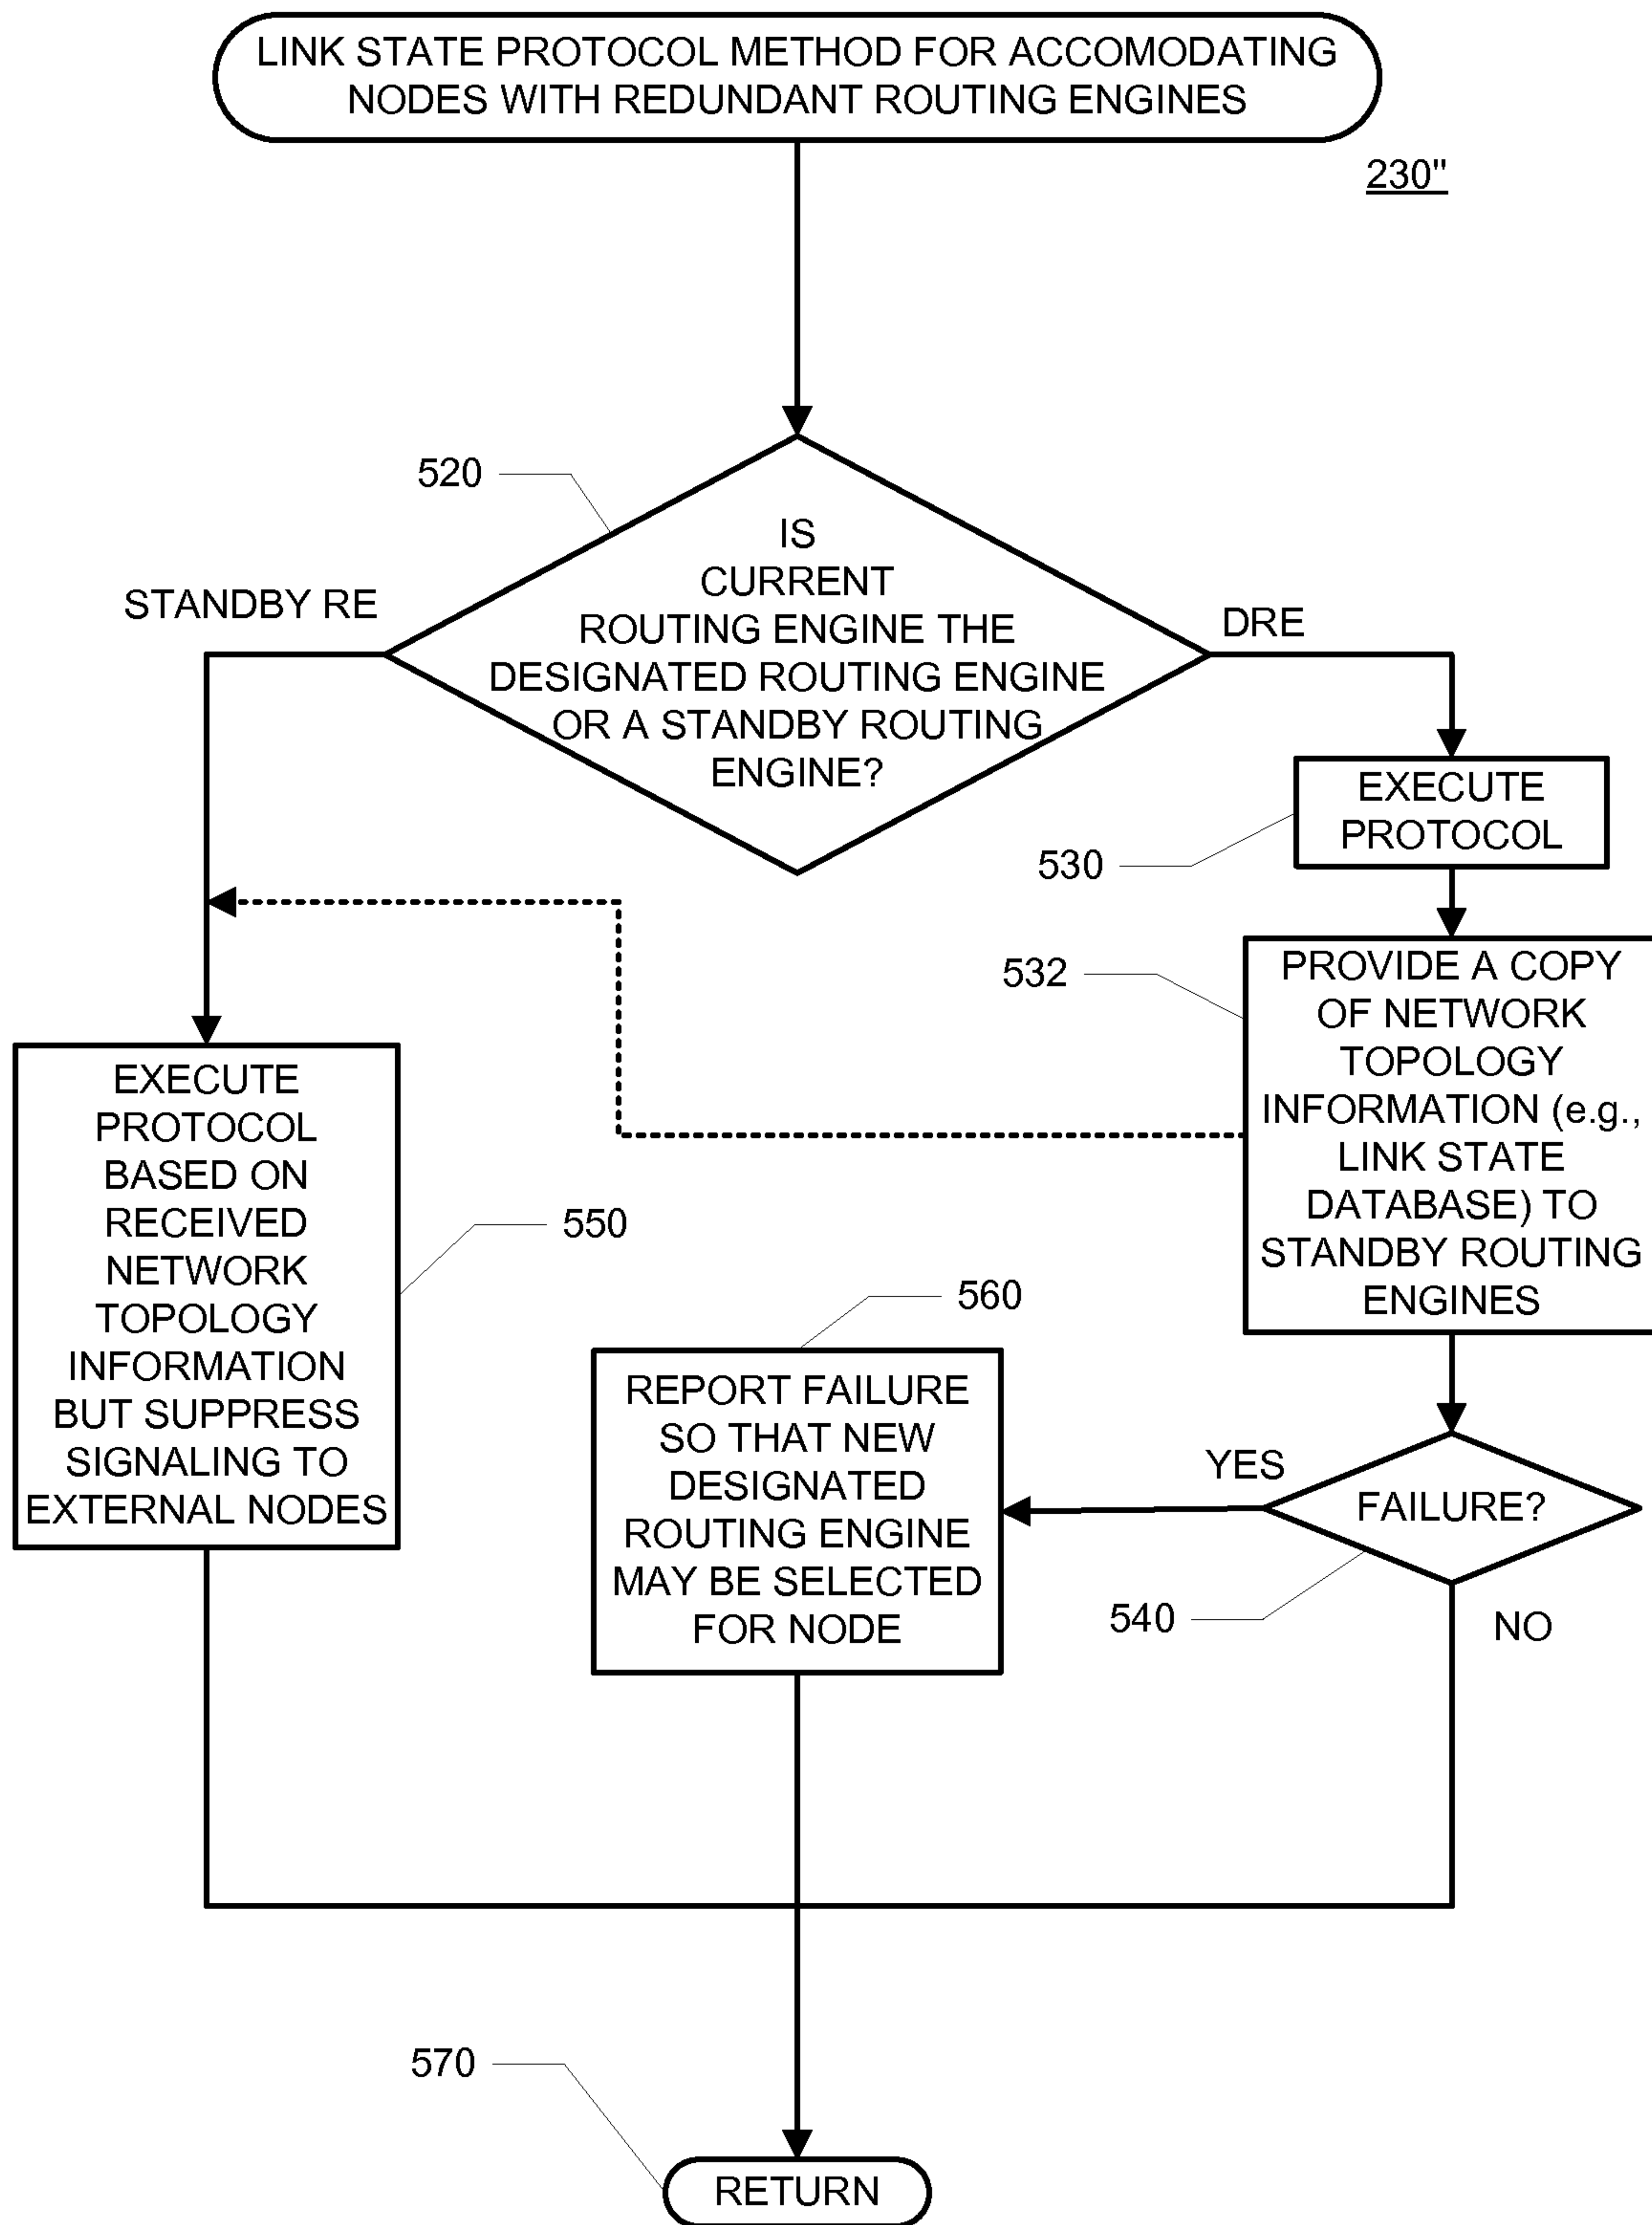 LINK STATE PROTOCOL METHOD FOR ACCOMODATING
NODES WITH REDUNDANT ROUTING ENGINES
230"
520
IS
CURRENT
ROUTING ENGINE THE
DESIGNATED ROUTING ENGINE
OR A STANDBY ROUTING
ENGINE?
STANDBY RE
DRE
EXECUTE
PROTOCOL
530
532
PROVIDE A COPY
OF NETWORK
TOPOLOGY
INFORMATION (e.g.,
LINK STATE
DATABASE) TO
STANDBY ROUTING
ENGINES
EXECUTE
PROTOCOL
BASED ON
RECEIVED
NETWORK
TOPOLOGY
INFORMATION
BUT SUPPRESS
SIGNALING TO
EXTERNAL NODES
550
560
REPORT FAILURE
SO THAT NEW
DESIGNATED
ROUTING ENGINE
MAY BE SELECTED
FOR NODE
YES
FAILURE?
540
NO
570
RETURN